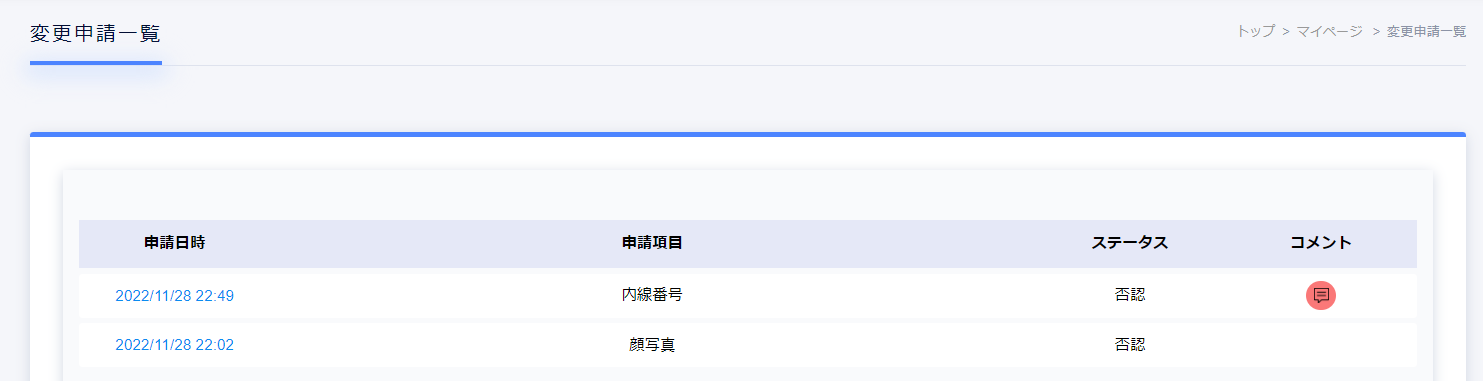 変更申請一覧
トップ > マイページ > 変更申請一覧
申請日時 申請項目 ステータス コメント
2022/11/28 22:49 内線番号 否認
2022/11/28 22:02 顔写真 否認